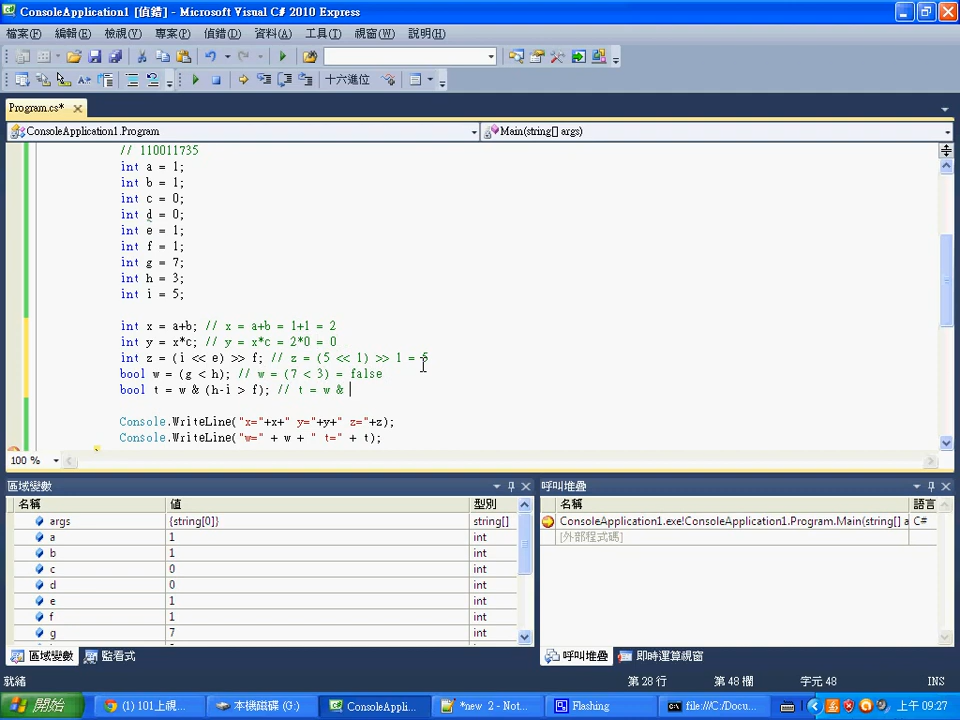 ConsoleApplication1 [偵錯] - Microsoft Visual C# 2010 Express
檔案(F) 編輯(E) 檢視(V) 專案(P) 偵錯(D) 資料(A) 工具(T) 視窗(W) 說明(H)
十六進位
Program.cs*
ConsoleApplication1.Program
Main(string[] args)
// 110011735
int a = 1;
int b = 1;
int c = 0;
int d = 0;
int e = 1;
int f = 1;
int g = 7;
int h = 3;
int i = 5;
int x = a+b; // x = a+b = 1+1 = 2
int y = x*c; // y = x*c = 2*0 = 0
int z = (i << e) >> f; // z = (5 << 1) >> 1 = 5
bool w = (g < h); // w = (7 < 3) = false
bool t = w & (h-i > f); // t = w &
Console.WriteLine("x="+x+" y="+y+" z="+z);
Console.WriteLine("w=" + w + " t=" + t);
100 %
區域變數
名稱 值 型別
args {string[0]} string[]
a 1 int
b 1 int
c 0 int
d 0 int
e 1 int
f 1 int
g 7 int
區域變數 監看式
呼叫堆疊
名稱 語言
ConsoleApplication1.exe!ConsoleApplication1.Program.Main(string[] a C#
[外部程式碼]
呼叫堆疊 即時運算視窗
就緒 第 28 行 第 48 欄 字元 48 INS
開始 (1) 101上視... 本機磁碟 (G:) ConsoleAppli... *new 2 - Not... Flashing file:///C:/Docu... 上午 09:27